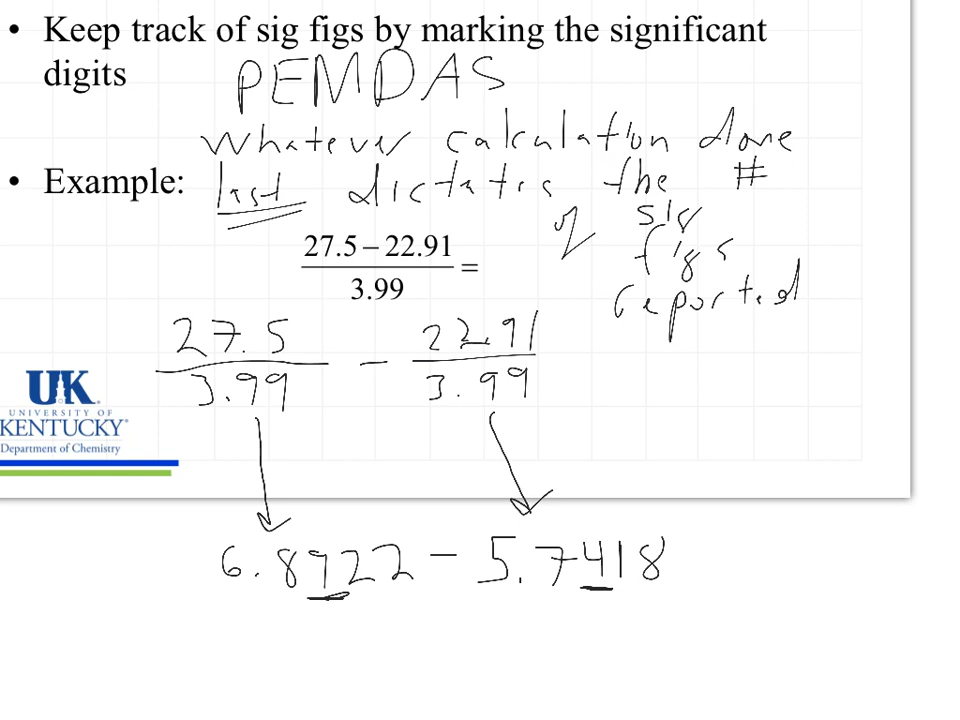 • Keep track of sig figs by marking the significant
digits
PEMDAS
Whatever calculation done
• Example:
last dictates the #
of sig
figs
reported
27.5 – 22.91
3.99
=
27.5 – 22.91
3.99 3.99
UK
UNIVERSITY OF
KENTUCKY
Department of Chemistry
6.8922 – 5.7418